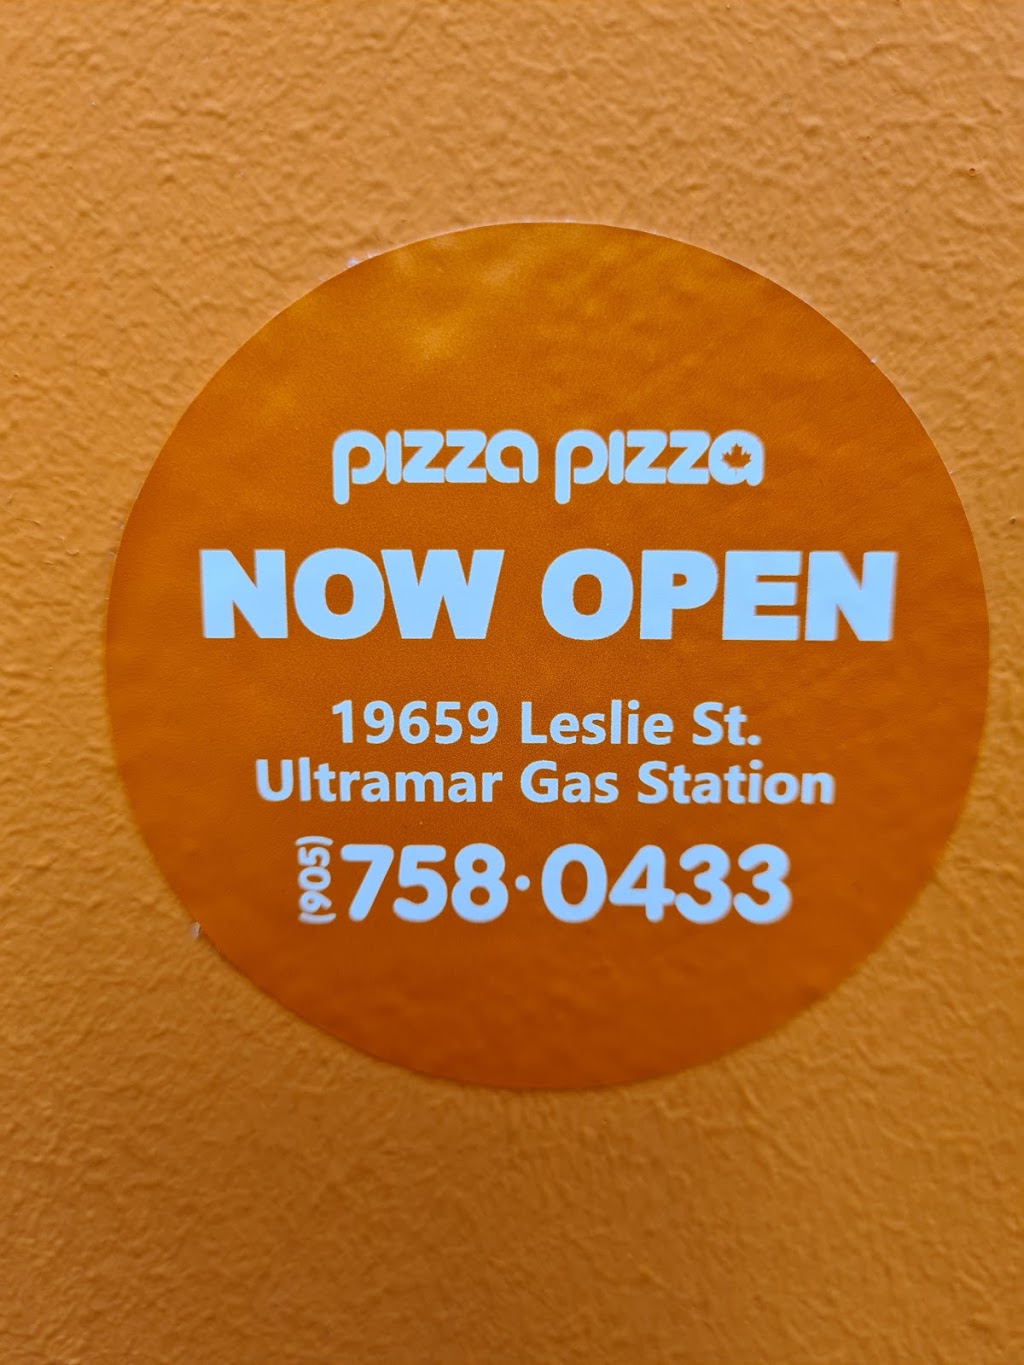 pizza pizza
NOW OPEN
19659 Leslie St.
Ultramar Gas Station
(905) 758·0433